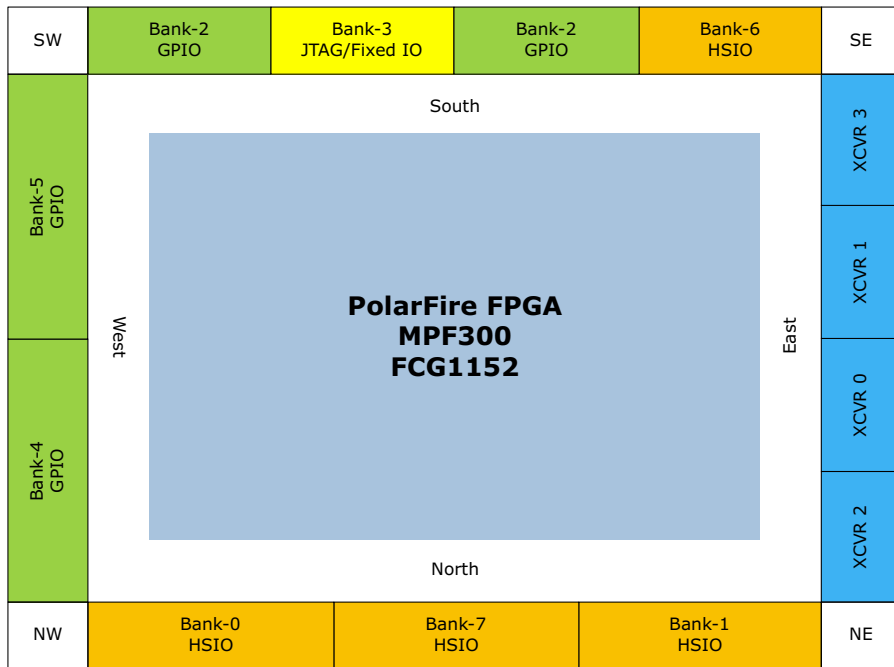 SW
Bank-2
GPIO
Bank-3
JTAG/Fixed IO
Bank-2
GPIO
Bank-6
HSIO
SE
South
Bank-5
GPIO
Bank-4
GPIO
West
PolarFire FPGA
MPF300
FCG1152
East
XCVR 3
XCVR 1
XCVR 0
XCVR 2
North
NW
Bank-0
HSIO
Bank-7
HSIO
Bank-1
HSIO
NE